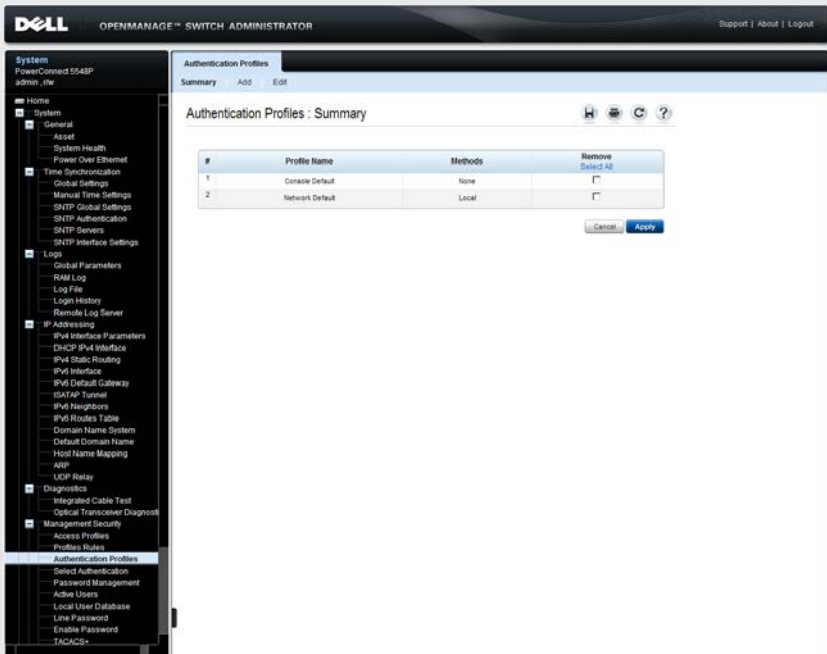 DELL
OPENMANAGE™ SWITCH ADMINISTRATOR
Support | About | Logout
System
PowerConnect 5548P
admin , r/w
Home
System
General
Asset
System Health
Power Over Ethernet
Time Synchronization
Global Settings
Manual Time Settings
SNTP Global Settings
SNTP Authentication
SNTP Servers
SNTP Interface Settings
Logs
Global Parameters
RAM Log
Log File
Login History
Remote Log Server
IP Addressing
IPv4 Interface Parameters
DHCP IPv4 Interface
IPv4 Static Routing
IPv6 Interface
IPv6 Default Gateway
ISATAP Tunnel
IPv6 Neighbors
IPv6 Routes Table
Domain Name System
Default Domain Name
Host Name Mapping
ARP
UDP Relay
Diagnostics
Integrated Cable Test
Optical Transceiver Diagnosti
Management Security
Access Profiles
Profiles Rules
Authentication Profiles
Select Authentication
Password Management
Active Users
Local User Database
Line Password
Enable Password
TACACS+
Authentication Profiles
Summary Add Edit
Authentication Profiles : Summary
?
# Profile Name Methods Remove
Select All
1 Console Default None
2 Network Default Local
Cancel Apply